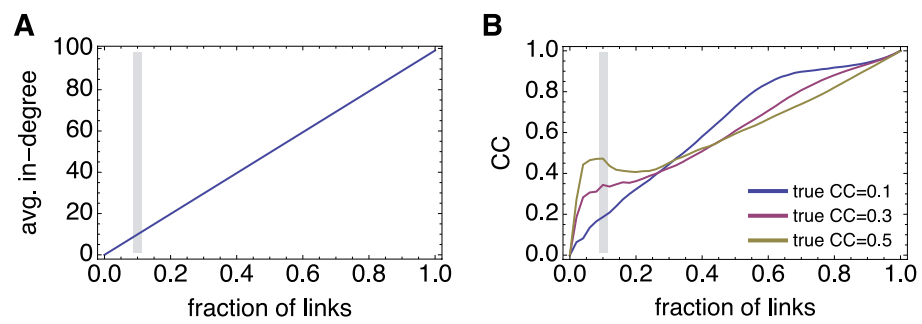 A
avg. in-degree
100
80
60
40
20
0
0.0 0.2 0.4 0.6 0.8 1.0
fraction of links
B
CC
1.0
0.8
0.6
0.4
0.2
0.0
true CC=0.1
true CC=0.3
true CC=0.5
0.0 0.2 0.4 0.6 0.8 1.0
fraction of links